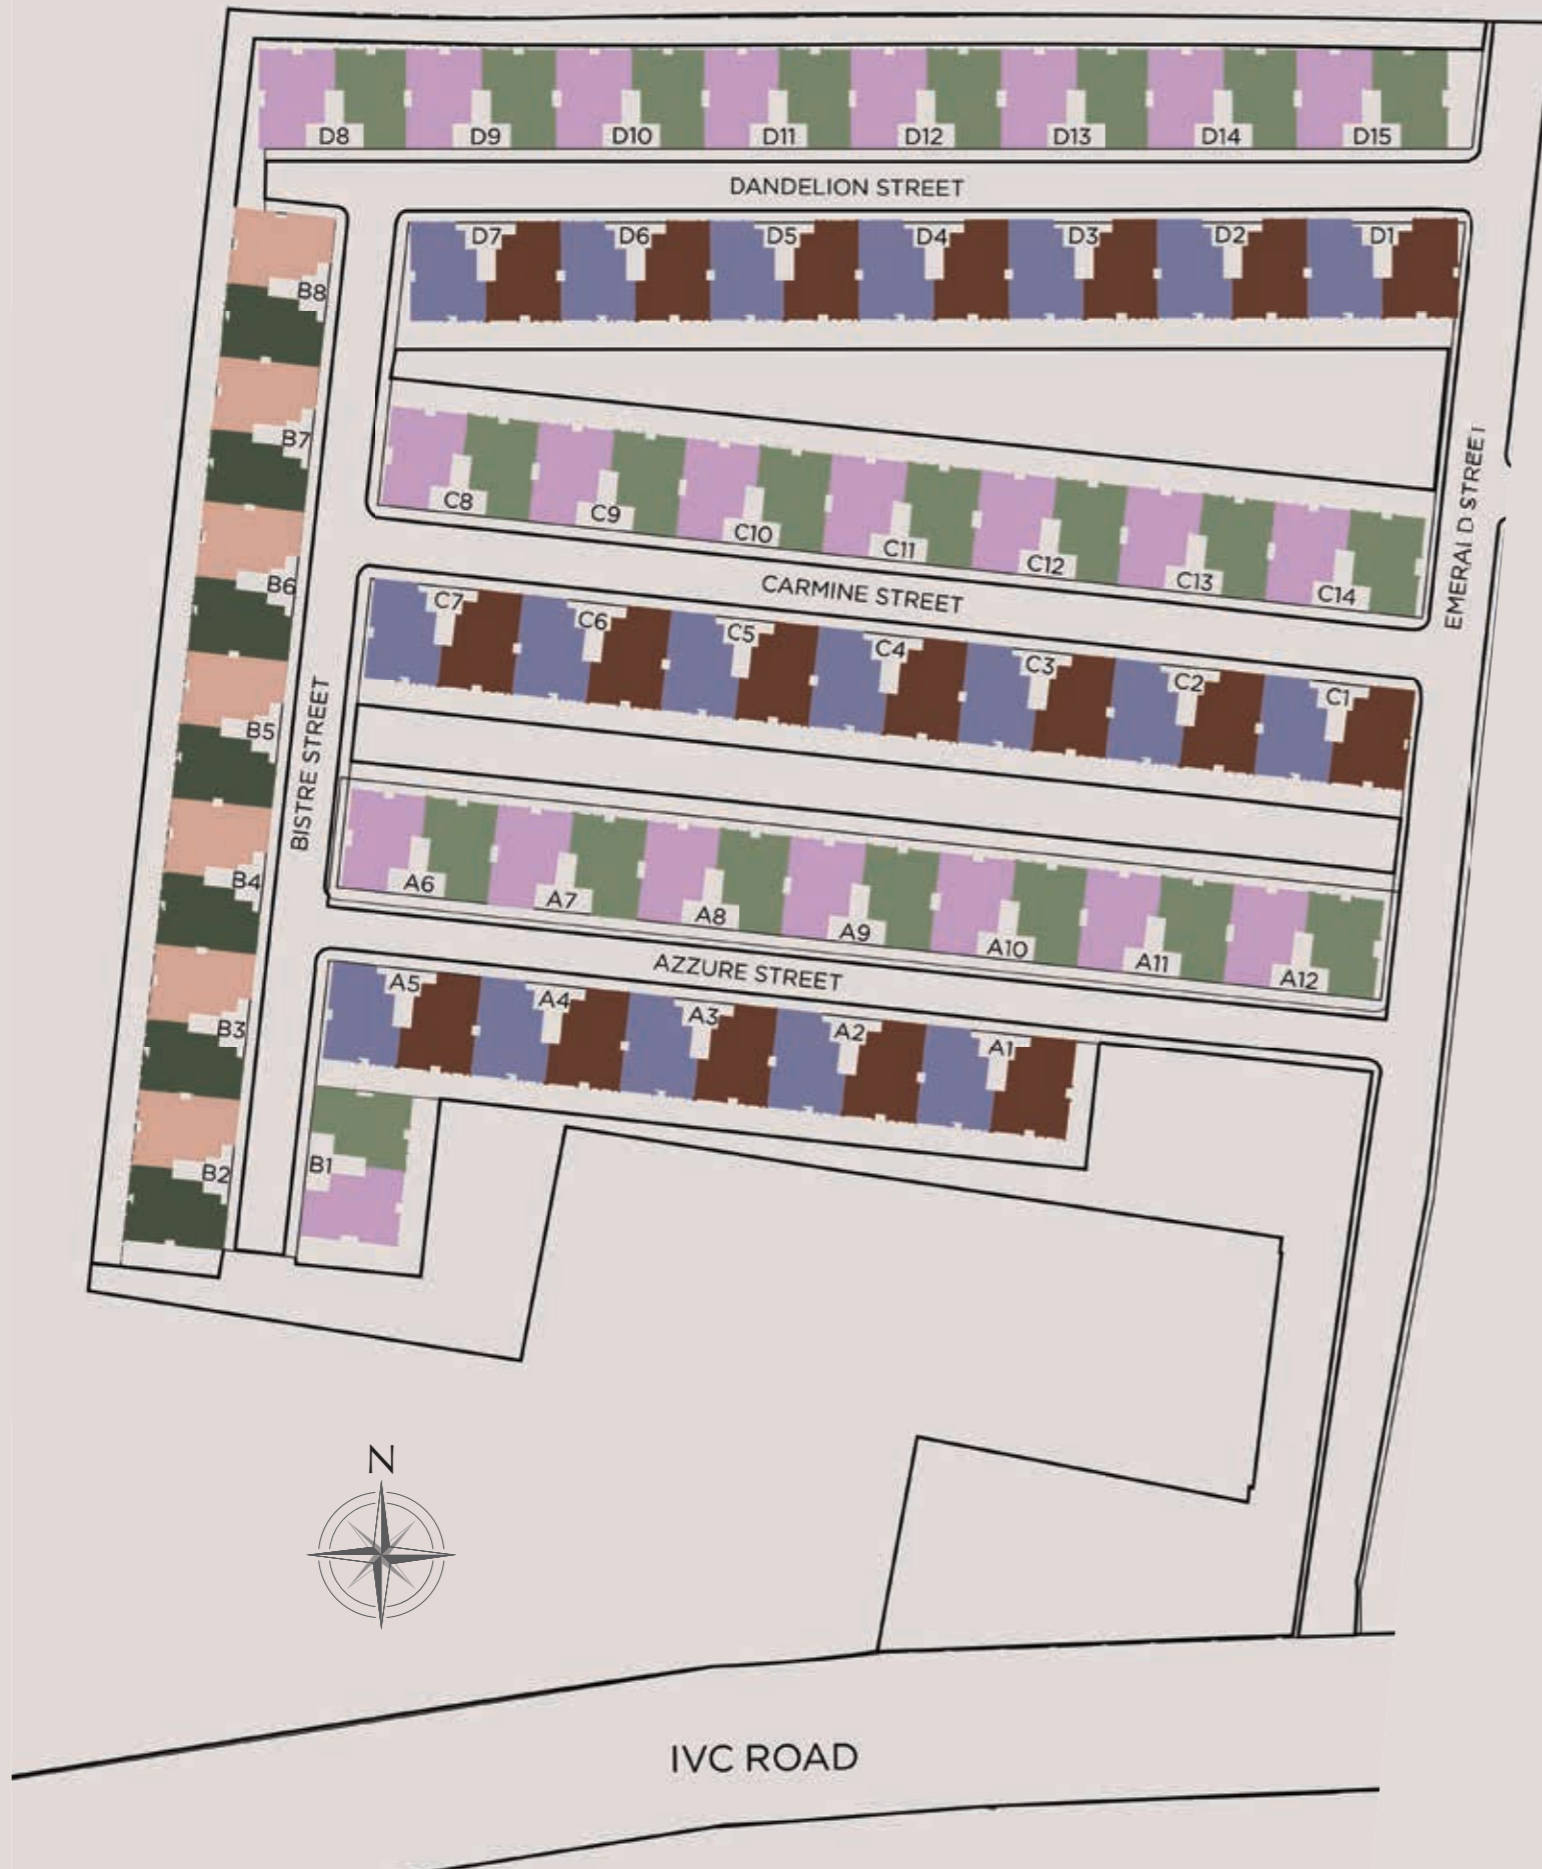 D8 D9 D10 D11 D12 D13 D14 D15
DANDELION STREET
D7 D6 D5 D4 D3 D2 D1
B8
B7
B6
B5
B4
B3
B2
BISTRE STREET
C8 C9 C10 C11 C12 C13 C14
EMERALD STREET
CARMINE STREET
C7 C6 C5 C4 C3 C2 C1
A6 A7 A8 A9 A10 A11 A12
AZZURE STREET
A5 A4 A3 A2 A1
B1
N
IVC ROAD